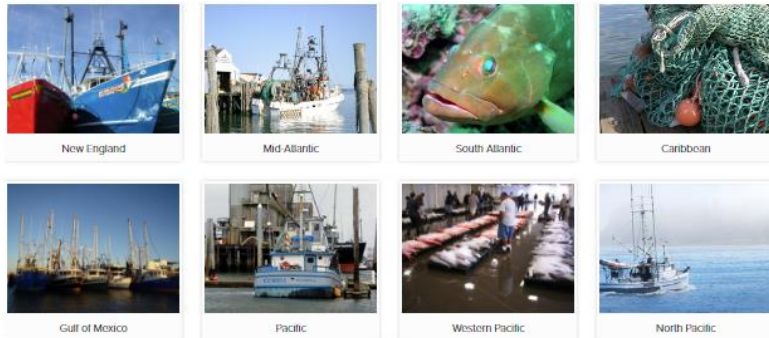 New England
Mid-Atlantic
South Atlantic
Caribbean
Gulf of Mexico
Pacific
Western Pacific
North Pacific